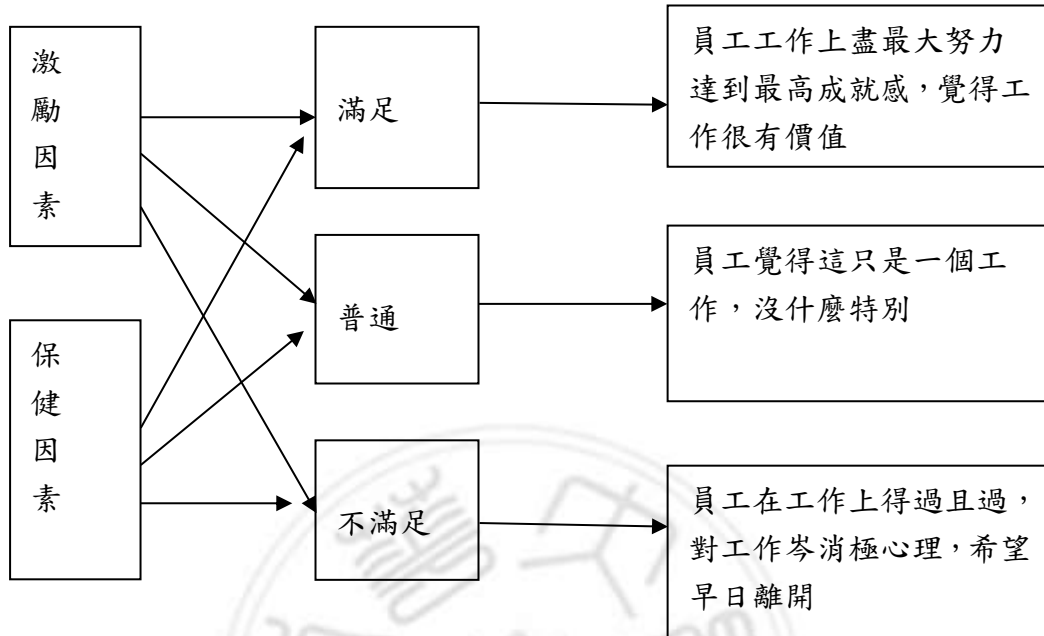 激
勵
因
素
滿足
員工工作上盡最大努力
達到最高成就感,覺得工
作很有價值
普通
員工覺得這只是一個工
作,沒什麼特別
保
健
因
素
不滿足
員工在工作上得過且過,
對工作岑消極心理,希望
早日離開